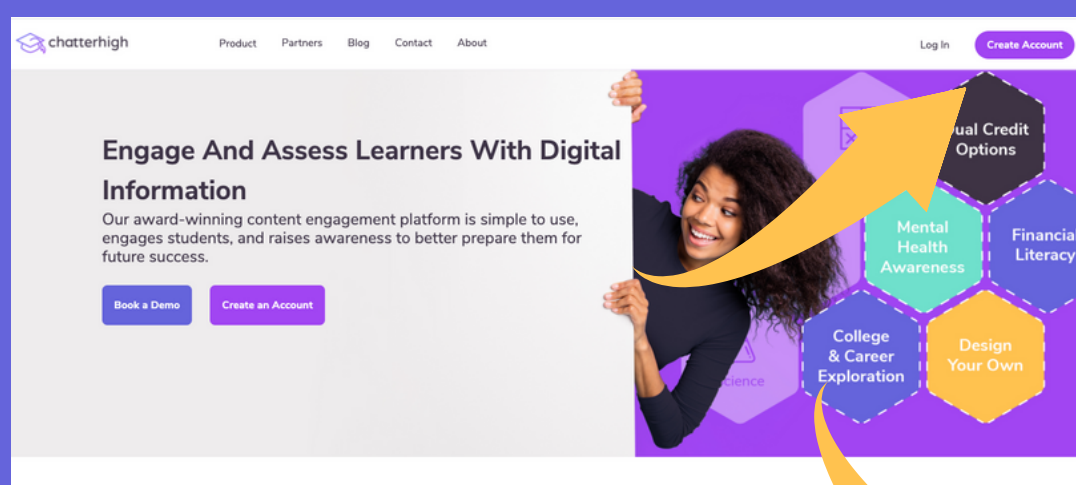 chatterhigh
Product Partners Blog Contact About
Log In Create Account
Engage And Assess Learners With Digital
Information
Our award-winning content engagement platform is simple to use,
engages students, and raises awareness to better prepare them for
future success.
Book a Demo Create an Account
Credit
Options
Mental
Health
Awareness
Literacy
College
& Career
Exploration
Design
Your Own